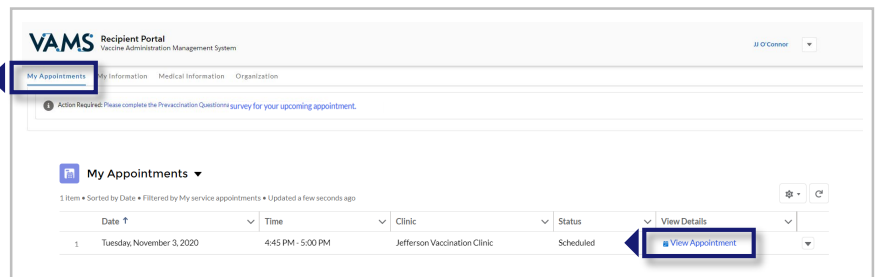 VAMS Recipient Portal
Vaccine Administration Management System
JJ O'Connor
My Appointments My Information Medical Information Organization
Action Required: Please complete the Prevaccination Questionra survey for your upcoming appointment.
My Appointments
1 item • Sorted by Date • Filtered by My service appointments • Updated a few seconds ago
Date ↑ Time Clinic Status View Details
1 Tuesday, November 3, 2020 4:45 PM - 5:00 PM Jefferson Vaccination Clinic Scheduled View Appointment